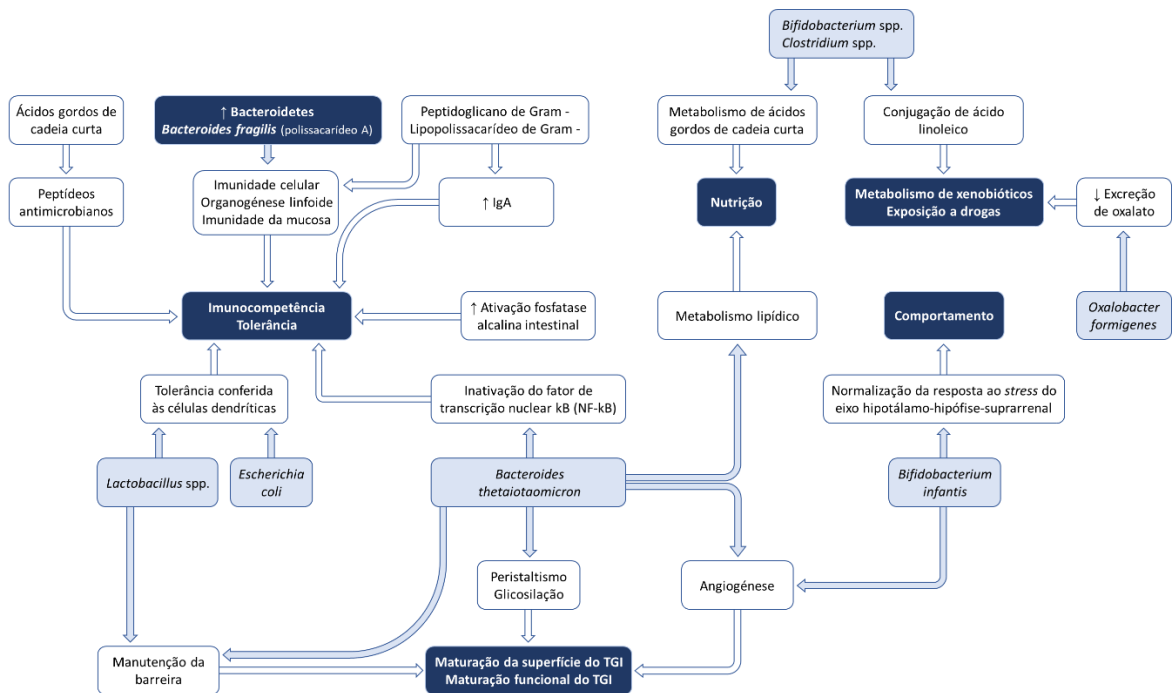 Bifidobacterium spp.
Clostridium spp.
Ácidos gordos de
cadeia curta
↑ Bacteroidetes
Bacteroides fragilis (polissacarídeo A)
Peptidoglicano de Gram -
Lipopolissacarídeo de Gram -
Metabolismo de ácidos
gordos de cadeia curta
Conjugação de ácido
linoleico
Peptídeos
antimicrobianos
Imunidade celular
Organogénese linfoide
Imunidade da mucosa
↑ IgA
Nutrição
Metabolismo de xenobióticos
Exposição a drogas
↓ Excreção
de oxalato
Imunocompetência
Tolerância
↑ Ativação fosfatase
alcalina intestinal
Metabolismo lipídico
Comportamento
Oxalobacter
formigenes
Tolerância conferida
às células dendríticas
Inativação do fator de
transcrição nuclear kB (NF-kB)
Normalização da resposta ao stress do
eixo hipotálamo-hipófise-suprarrenal
Lactobacillus spp.
Escherichia
coli
Bacteroides
thetaiotaomicron
Bifidobacterium
infantis
Peristaltismo
Glicosilação
Angiogénese
Manutenção da
barreira
Maturação da superfície do TGI
Maturação funcional do TGI